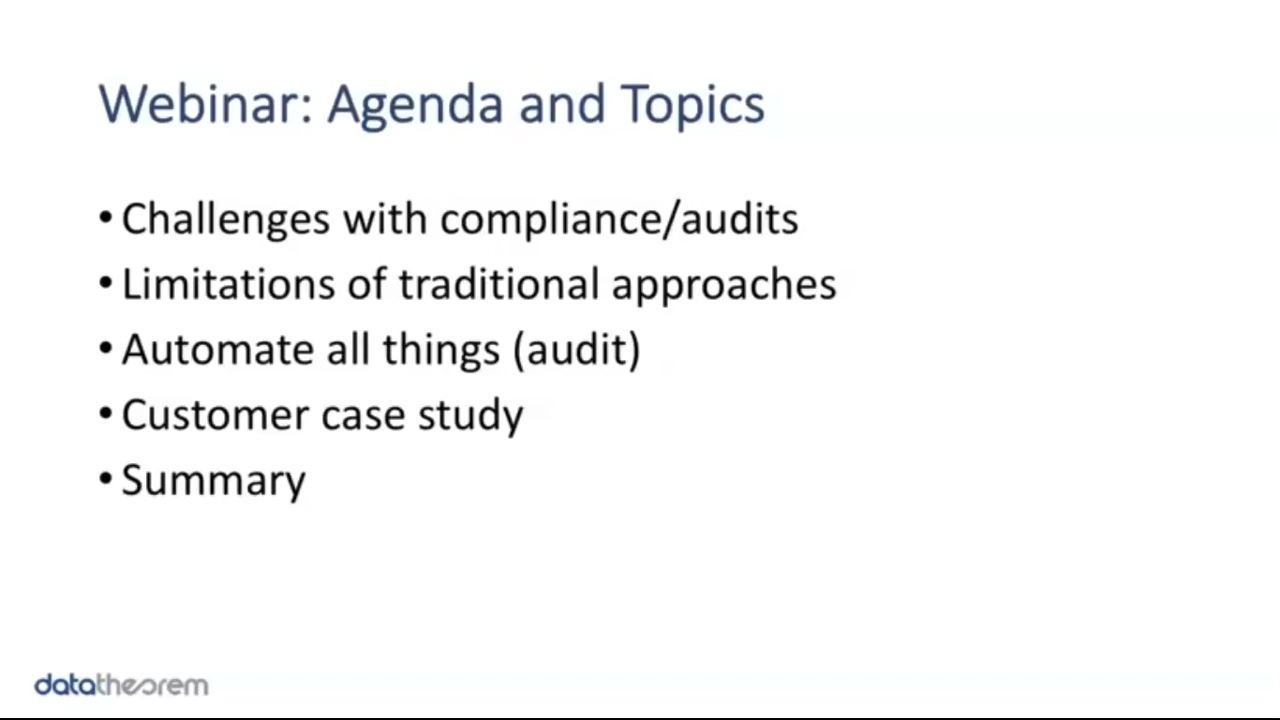 Webinar: Agenda and Topics
• Challenges with compliance/audits
• Limitations of traditional approaches
• Automate all things (audit)
• Customer case study
• Summary
datatheorem